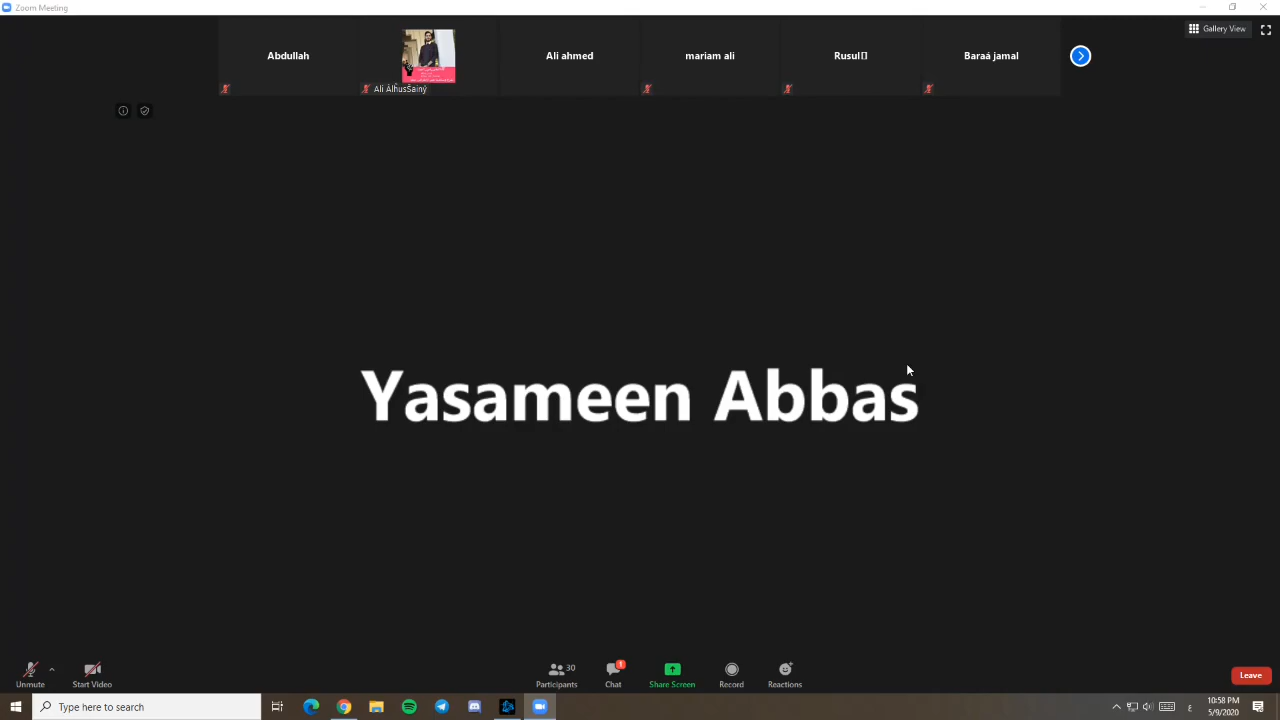 Zoom Meeting
Gallery View
Abdullah
Ali AlhusSainy
Ali ahmed
mariam ali
Rusul
Baraá jamal
Yasameen Abbas
Unmute
Start Video
30
Participants
1
Chat
Share Screen
Record
Reactions
Leave
Type here to search
ع
10:58 PM
5/9/2020